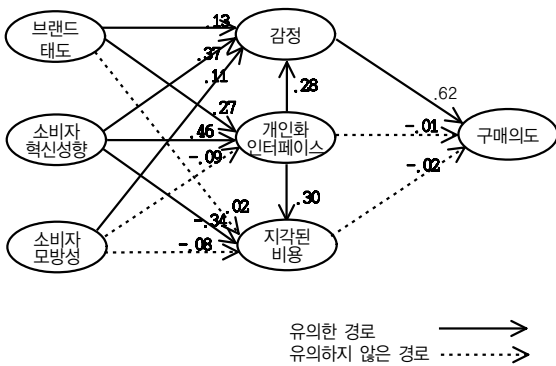 브랜드
태도
.13
감정
.37
.11
.28
.62
.27
소비자
혁신성향
.46
개인화
인터페이스
-.01
구매의도
-.09
-.02
.30
.02
-.34
소비자
모방성
-.08
지각된
비용
유의한 경로
유의하지 않은 경로